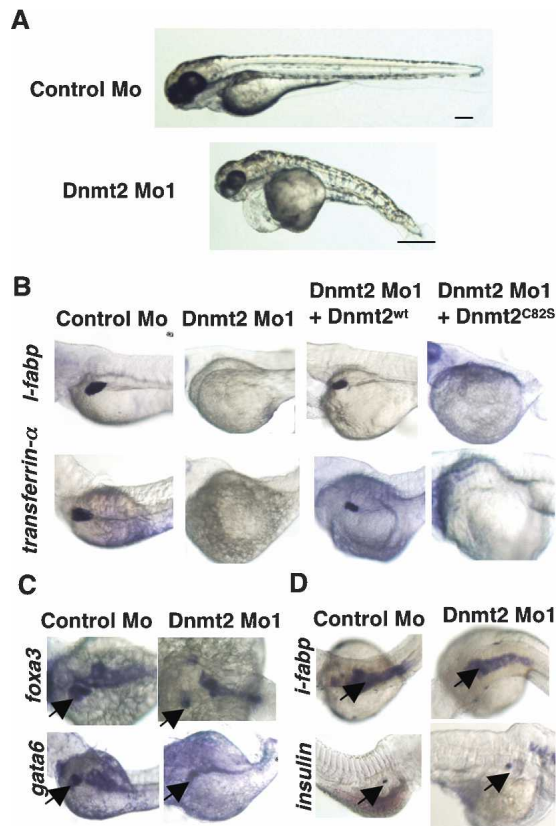 A
Control Mo
Dnmt2 Mo1
B
Control Mo
Dnmt2 Mo1
Dnmt2 Mo1
+ Dnmt2wt
Dnmt2 Mo1
+ Dnmt2C82S
l-fabp
transferrin-α
C
Control Mo
Dnmt2 Mo1
foxa3
gata6
D
Control Mo
Dnmt2 Mo1
i-fabp
insulin